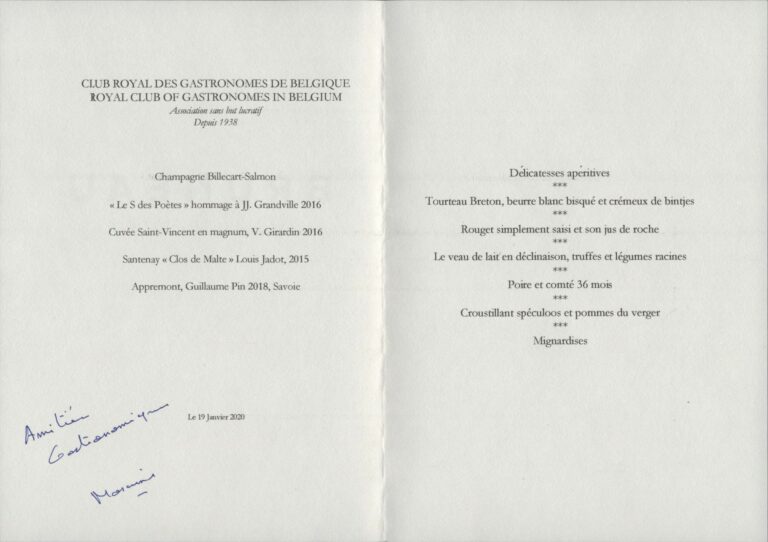 CLUB ROYAL DES GASTRONOMES DE BELGIQUE
ROYAL CLUB OF GASTRONOMES IN BELGIUM
Association sans but lucratif
Depuis 1938
Champagne Billecart-Salmon
« Le S des Poètes » hommage à JJ. Grandville 2016
Cuvée Saint-Vincent en magnum, V. Girardin 2016
Santenay « Clos de Malte » Louis Jadot, 2015
Appremont, Guillaume Pin 2018, Savoie
Le 19 Janvier 2020
Gastronomique
Délicatesses apéritives
***
Tourteau Breton, beurre blanc bisqué et crémeux de bintjes
***
Rouget simplement saisi et son jus de roche
***
Le veau de lait en déclinaison, truffes et légumes racines
***
Poire et comté 36 mois
***
Croustillant spéculoos et pommes du verger
***
Mignardises